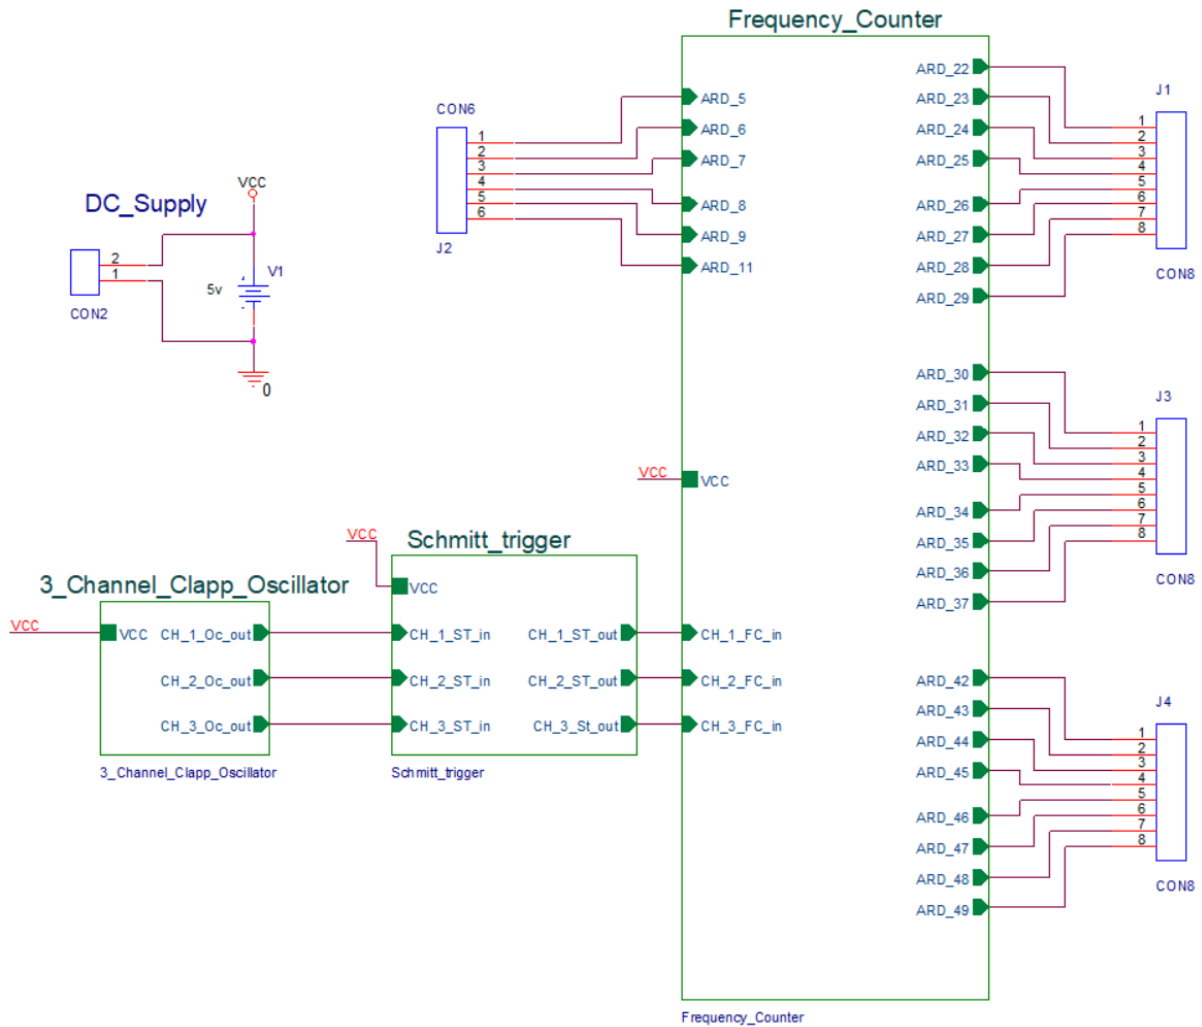 Frequency_Counter
CON6
1
2
3
4
5
6
J2
ARD_5
ARD_6
ARD_7
ARD_8
ARD_9
ARD_11
ARD_22
ARD_23
ARD_24
ARD_25
ARD_26
ARD_27
ARD_28
ARD_29
J1
1
2
3
4
5
6
7
8
CON8
DC_Supply
VCC
2
1
CON2
5v
V1
0
ARD_30
ARD_31
ARD_32
ARD_33
ARD_34
ARD_35
ARD_36
ARD_37
J3
1
2
3
4
5
6
7
8
CON8
VCC
VCC
VCC
Schmitt_trigger
VCC
CH_1_ST_in
CH_2_ST_in
CH_3_ST_in
CH_1_ST_out
CH_2_ST_out
CH_3_St_out
Schmitt_trigger
3_Channel_Clapp_Oscillator
VCC
VCC
CH_1_Oc_out
CH_2_Oc_out
CH_3_Oc_out
3_Channel_Clapp_Oscillator
CH_1_FC_in
CH_2_FC_in
CH_3_FC_in
ARD_42
ARD_43
ARD_44
ARD_45
ARD_46
ARD_47
ARD_48
ARD_49
J4
1
2
3
4
5
6
7
8
CON8
Frequency_Counter